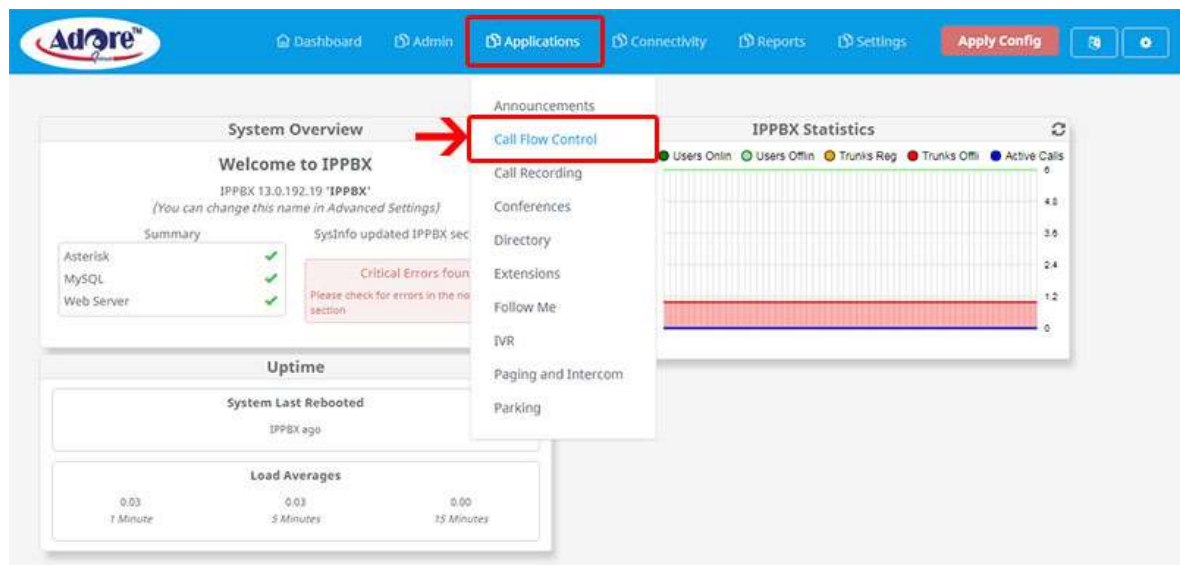 Adore™
Dashboard Admin Applications Connectivity Reports Settings Apply Config
Announcements
Call Flow Control
Call Recording
Conferences
Directory
Extensions
Follow Me
IVR
Paging and Intercom
Parking
System Overview
Welcome to IPPBX
IPPBX 13.0.192.19 'IPPBX'
(You can change this name in Advanced Settings)
Summary
Asterisk
MySQL
Web Server
SysInfo updated IPPBX sec
Critical Errors foun
Please check for errors in the no
section
IPPBX Statistics
Users Onlin Users Offlin Trunks Reg Trunks Offli Active Calls
6
4.8
3.6
2.4
1.2
0
Uptime
System Last Rebooted
IPPBX ago
Load Averages
0.03 0.03 0.00
1 Minute 5 Minutes 15 Minutes